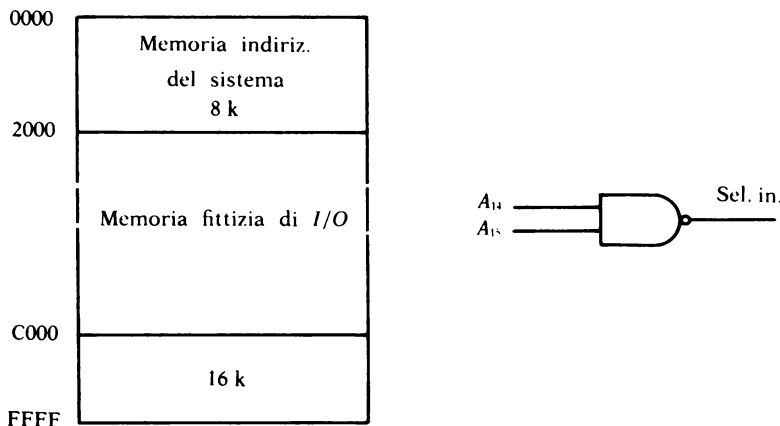 0000
Memoria indiriz.
del sistema
8 k
2000
Memoria fittizia di I/O
C000
16 k
FFFF
A14
A15
Sel. in.